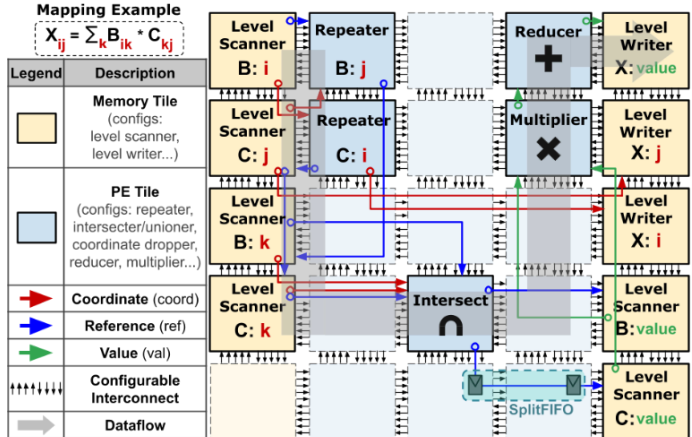 Mapping Example
Xij = ∑kBik * Ckj
Legend Description
Memory Tile
(configs:
level scanner,
level writer...)
PE Tile
(configs: repeater,
intersecter/unioner,
coordinate dropper,
reducer, multiplier...)
Coordinate (coord)
Reference (ref)
Value (val)
Configurable
Interconnect
Dataflow
Level
Scanner
B: i
Repeater
B: j
Reducer
+
Level
Writer
X: value
Level
Scanner
C: j
Repeater
C: i
Multiplier
×
Level
Writer
X: j
Level
Scanner
B: k
Level
Writer
X: i
Level
Scanner
C: k
Intersect
∩
Level
Scanner
B: value
SplitFIFO
Level
Scanner
C: value